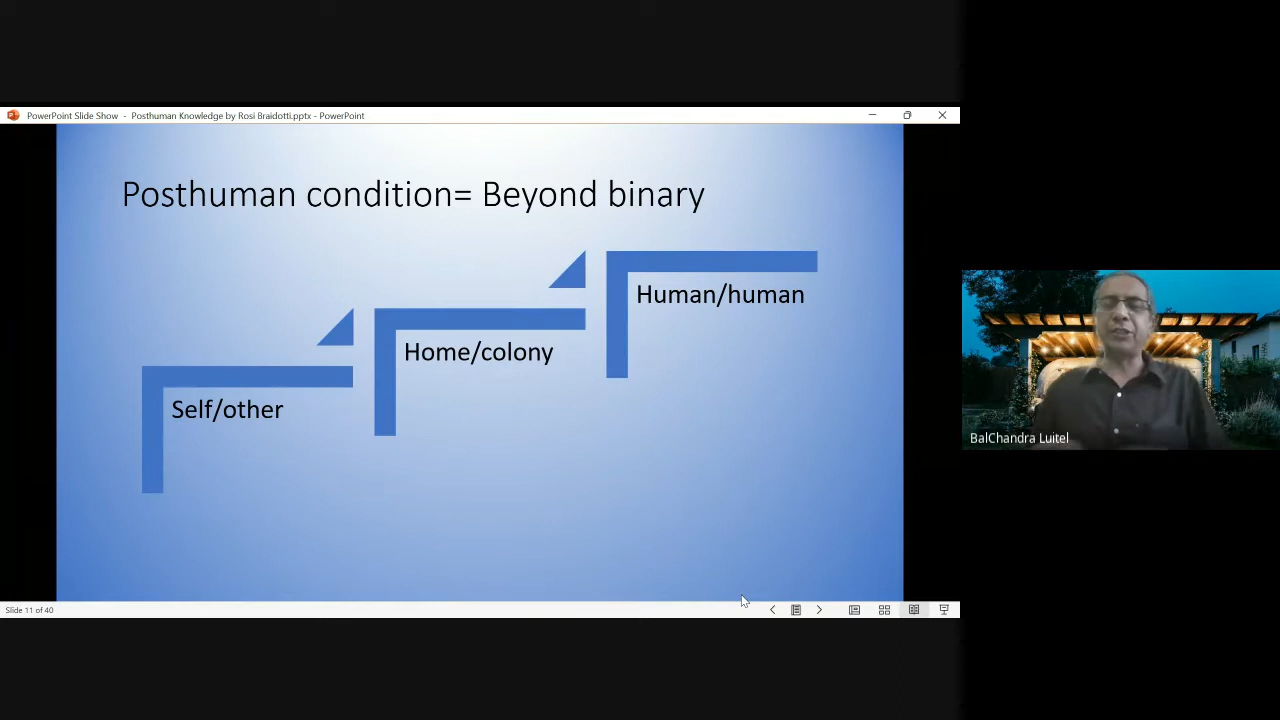 PowerPoint Slide Show - Posthuman Knowledge by Rosi Braidotti.pptx - PowerPoint
Posthuman condition= Beyond binary
Human/human
Home/colony
Self/other
BalChandra Luitel
Slide 11 of 40